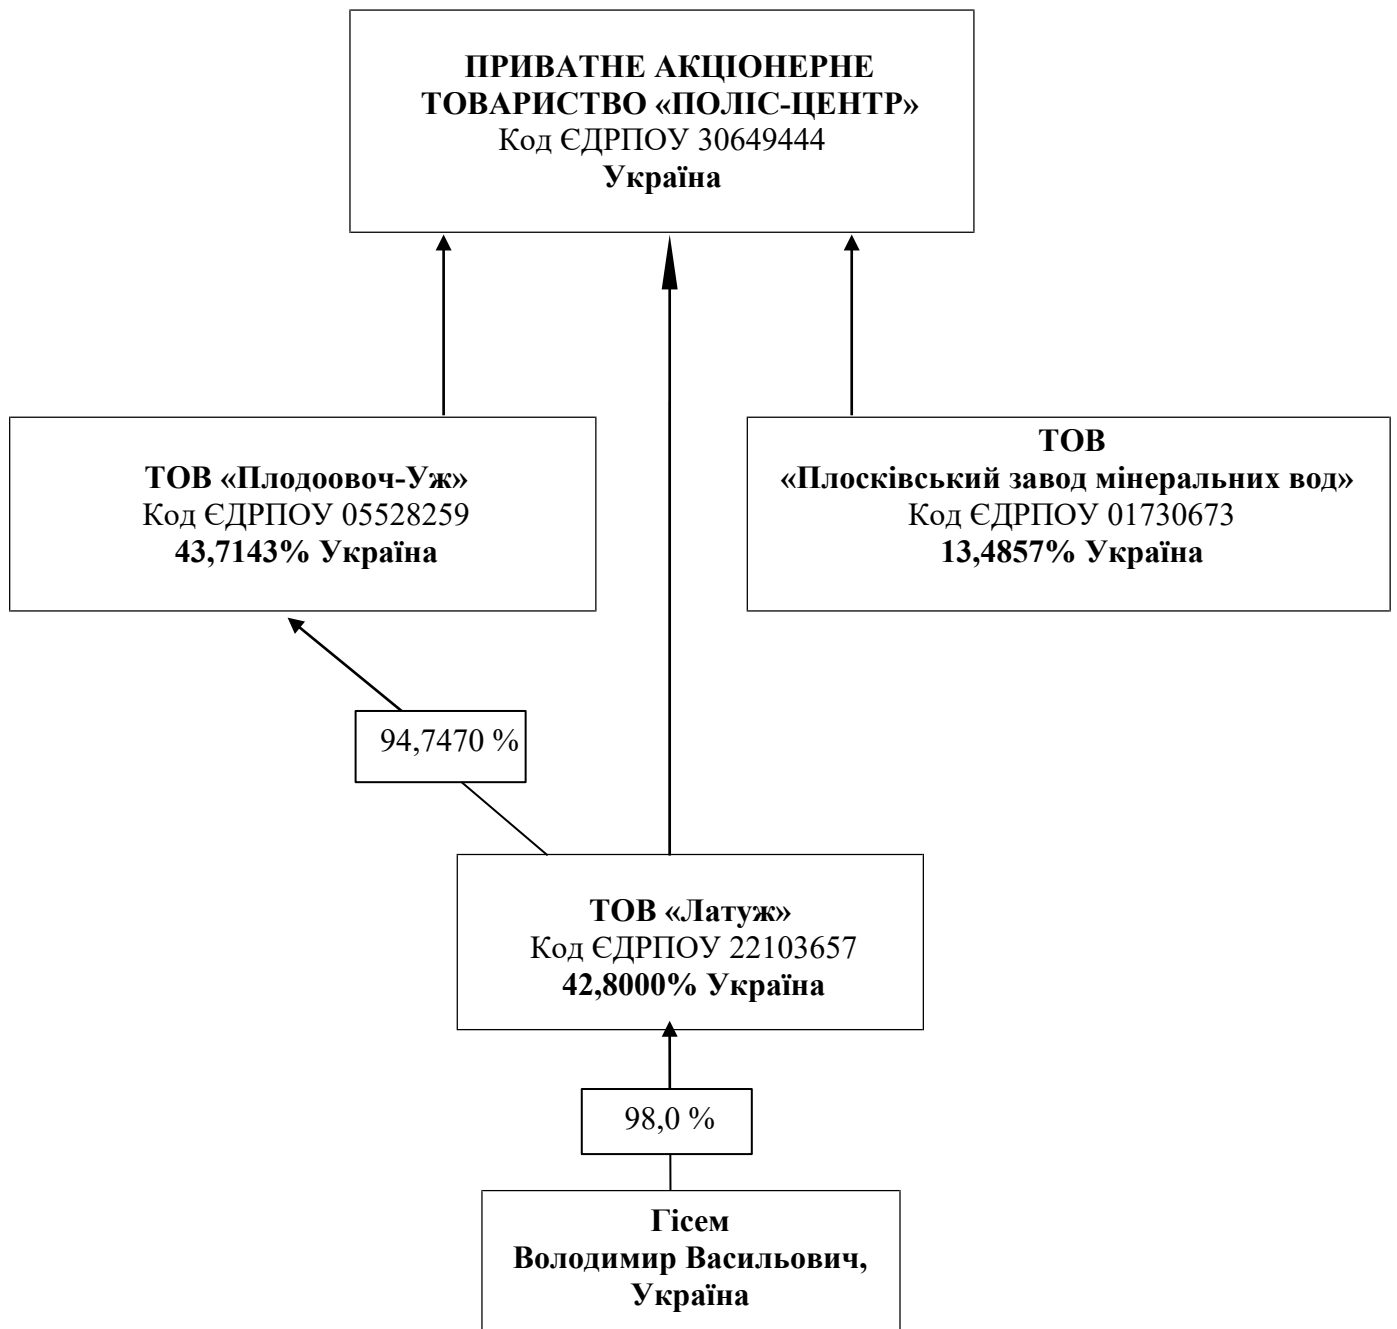 ПРИВАТНЕ АКЦІОНЕРНЕ
ТОВАРИСТВО «ПОЛІС-ЦЕНТР»
Код ЄДРПОУ 30649444
Україна
ТОВ «Плодоовоч-Уж»
Код ЄДРПОУ 05528259
43,7143% Україна
ТОВ
«Плосківський завод мінеральних вод»
Код ЄДРПОУ 01730673
13,4857% Україна
94,7470 %
ТОВ «Латуж»
Код ЄДРПОУ 22103657
42,8000% Україна
98,0 %
Гісем
Володимир Васильович,
Україна